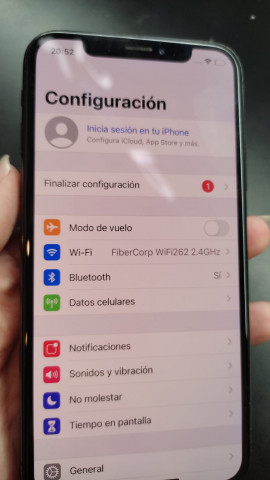 20:52
Configuración
Inicia sesión en tu iPhone
Configura iCloud, App Store y más.
Finalizar configuración 1
Modo de vuelo
Wi-Fi FiberCorp WiFi262 2.4GHz
Bluetooth Sí
Datos celulares
Notificaciones
Sonidos y vibración
No molestar
Tiempo en pantalla
General